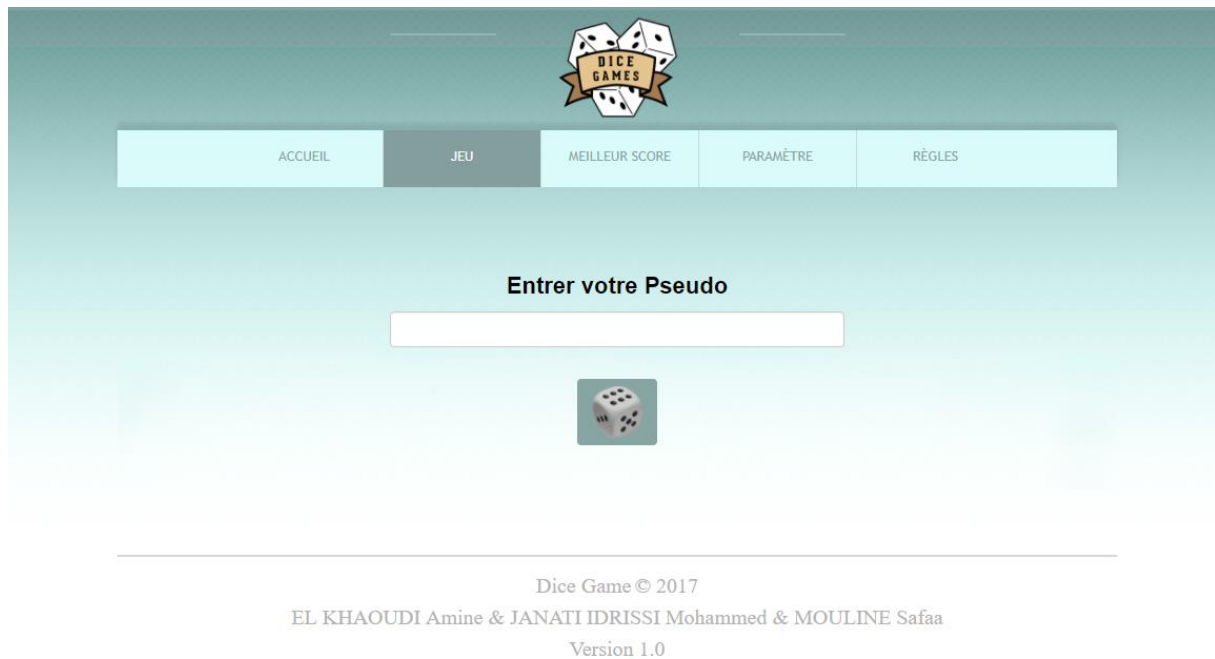 DICE
GAMES
ACCUEIL JEU MEILLEUR SCORE PARAMÈTRE RÈGLES
Entrer votre Pseudo
Dice Game © 2017
EL KHAOUDI Amine & JANATI IDRISSI Mohammed & MOULINE Safaa
Version 1.0